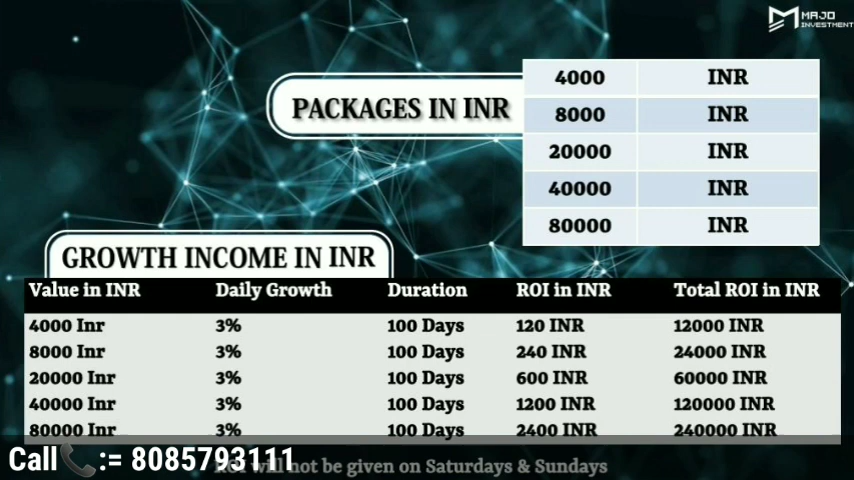 MAJO
INVESTMENT
PACKAGES IN INR
4000 INR
8000 INR
20000 INR
40000 INR
80000 INR
GROWTH INCOME IN INR
Value in INR Daily Growth Duration ROI in INR Total ROI in INR
4000 Inr 3% 100 Days 120 INR 12000 INR
8000 Inr 3% 100 Days 240 INR 24000 INR
20000 Inr 3% 100 Days 600 INR 60000 INR
40000 Inr 3% 100 Days 1200 INR 120000 INR
80000 Inr 3% 100 Days 2400 INR 240000 INR
Call📞:= 8085793111
ROI will not be given on Saturdays & Sundays